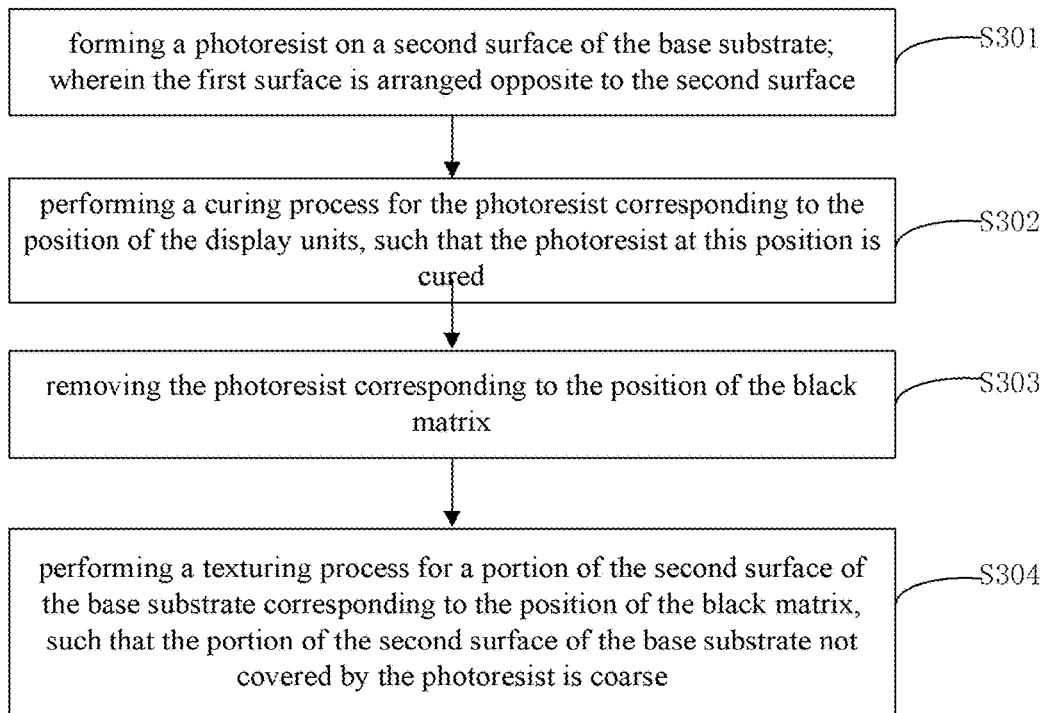 forming a photoresist on a second surface of the base substrate;
wherein the first surface is arranged opposite to the second surface
S301
performing a curing process for the photoresist corresponding to the
position of the display units, such that the photoresist at this position is
cured
S302
removing the photoresist corresponding to the position of the black
matrix
S303
performing a texturing process for a portion of the second surface of
the base substrate corresponding to the position of the black matrix,
such that the portion of the second surface of the base substrate not
covered by the photoresist is coarse
S304